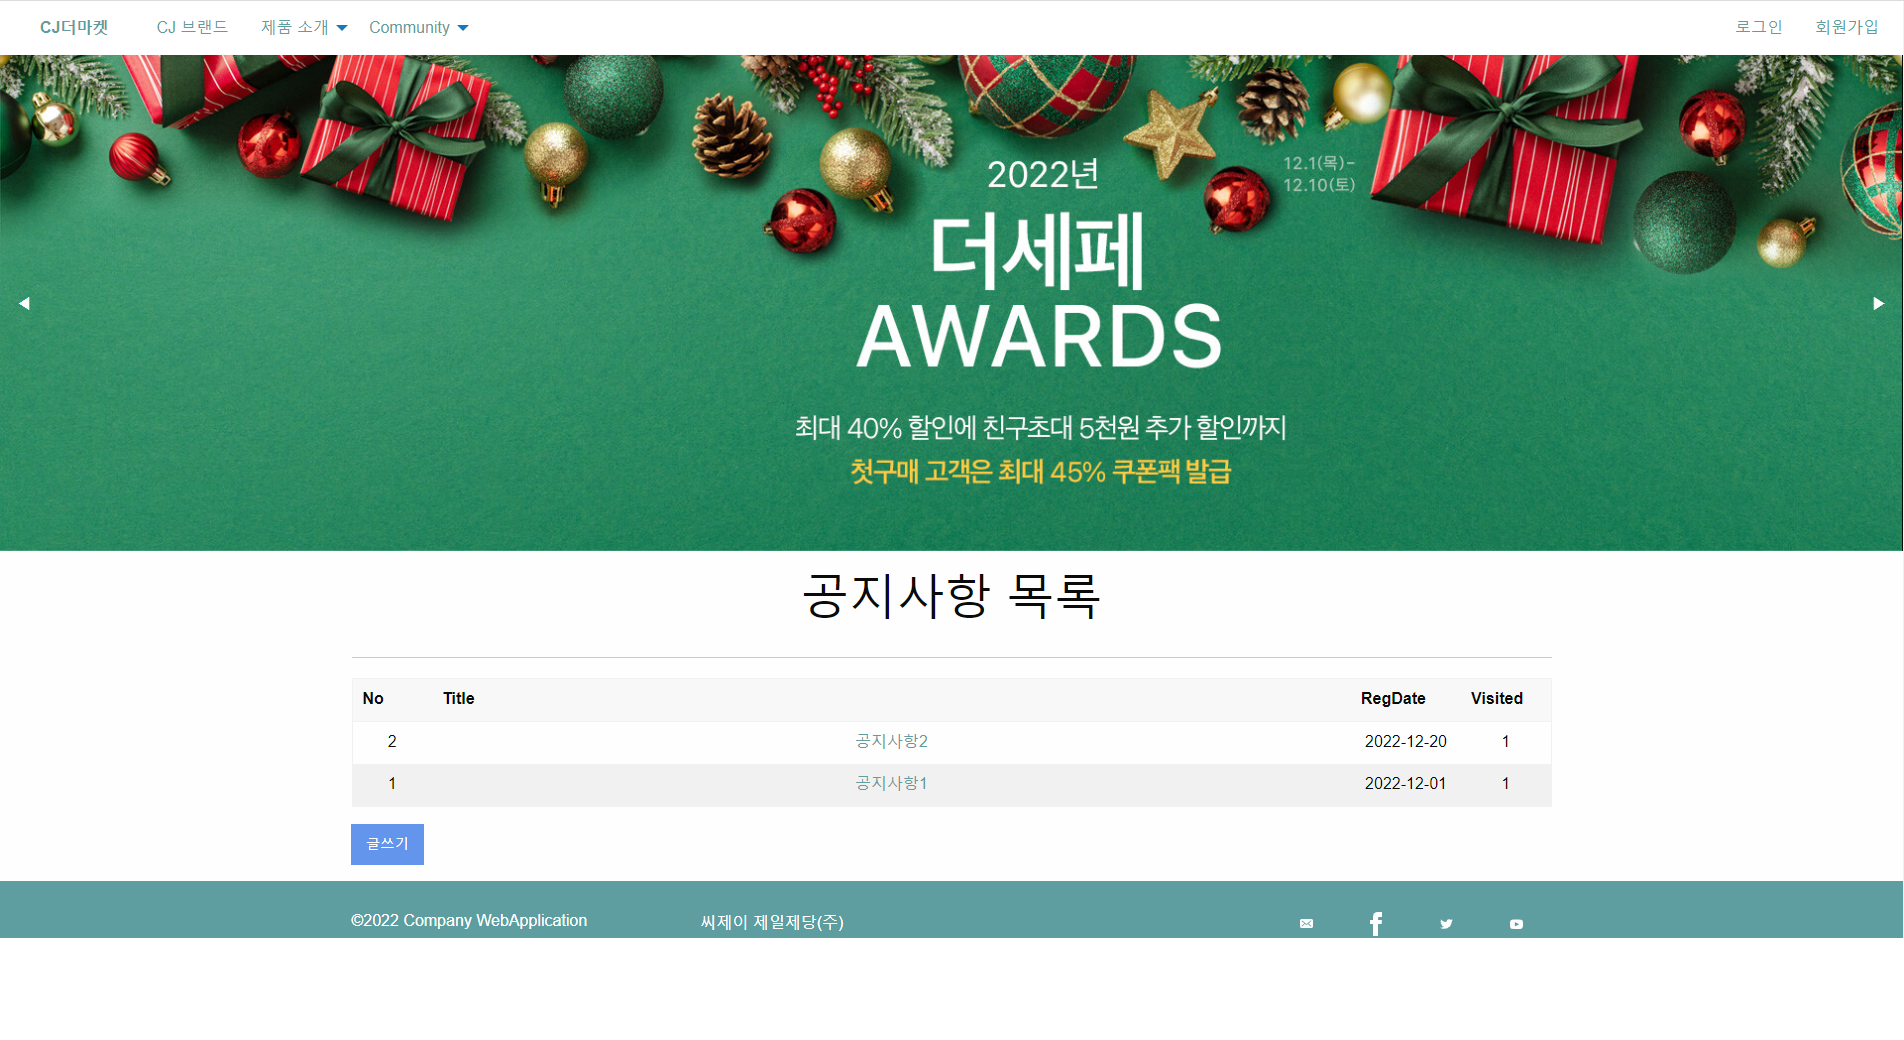 CJ더마켓 CJ 브랜드 제품 소개 Community 로그인 회원가입
12.1(목)-
12.10(토)
2022년
더세페
AWARDS
최대 40% 할인에 친구초대 5천원 추가 할인까지
첫구매 고객은 최대 45% 쿠폰팩 발급
공지사항 목록
No Title RegDate Visited
2 공지사항2 2022-12-20 1
1 공지사항1 2022-12-01 1
글쓰기
©2022 Company WebApplication 씨제이 제일제당(주)